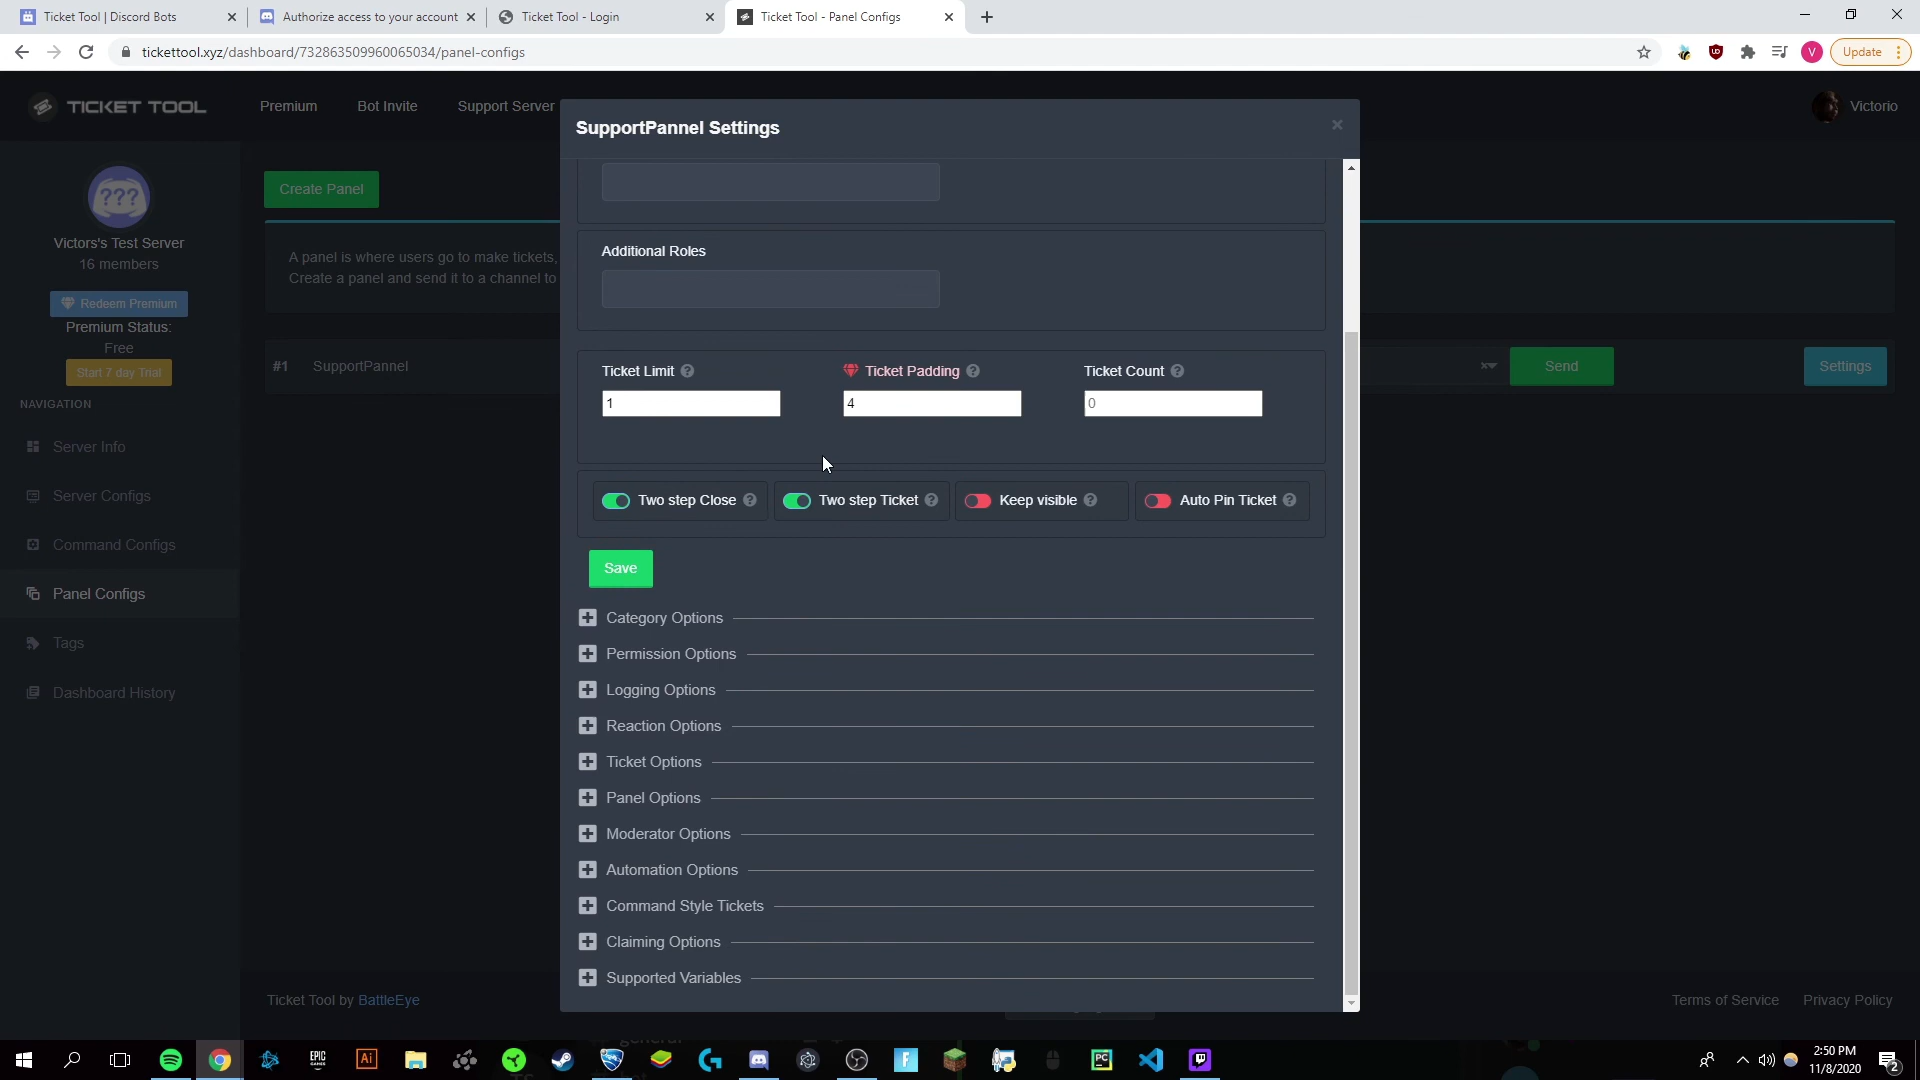 Ticket Tool | Discord Bots
Authorize access to your account
Ticket Tool - Login
Ticket Tool - Panel Configs
tickettool.xyz/dashboard/732863509960065034/panel-configs
V
Update
TICKET TOOL
Premium
Bot Invite
Support Server
Victorio
SupportPannel Settings
???
Victors's Test Server
16 members
Redeem Premium
Premium Status:
Free
Start 7 day Trial
NAVIGATION
Server Info
Server Configs
Command Configs
Panel Configs
Tags
Dashboard History
Create Panel
A panel is where users go to make tickets,
Create a panel and send it to a channel to
#1 SupportPannel
Send
Settings
Additional Roles
Ticket Limit
Ticket Padding
Ticket Count
1
4
0
Two step Close
Two step Ticket
Keep visible
Auto Pin Ticket
Save
Category Options
Permission Options
Logging Options
Reaction Options
Ticket Options
Panel Options
Moderator Options
Automation Options
Command Style Tickets
Claiming Options
Supported Variables
Ticket Tool by BattleEye
Terms of Service
Privacy Policy
general
EPIC GAMES
Ai
PC
2:50 PM
11/8/2020
2